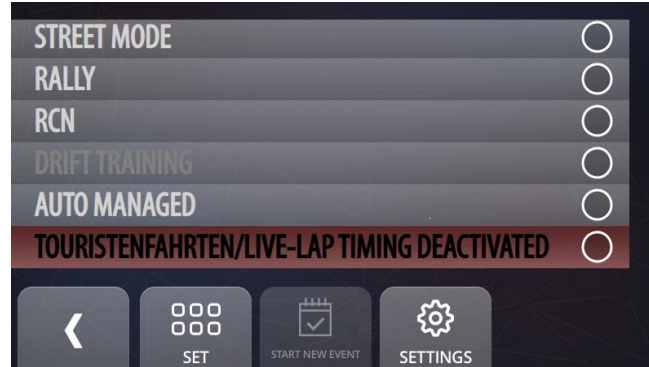 STREET MODE
RALLY
RCN
DRIFT TRAINING
AUTO MANAGED
TOURISTENFAHRTEN/LIVE-LAP TIMING DEACTIVATED
SET
START NEW EVENT
SETTINGS